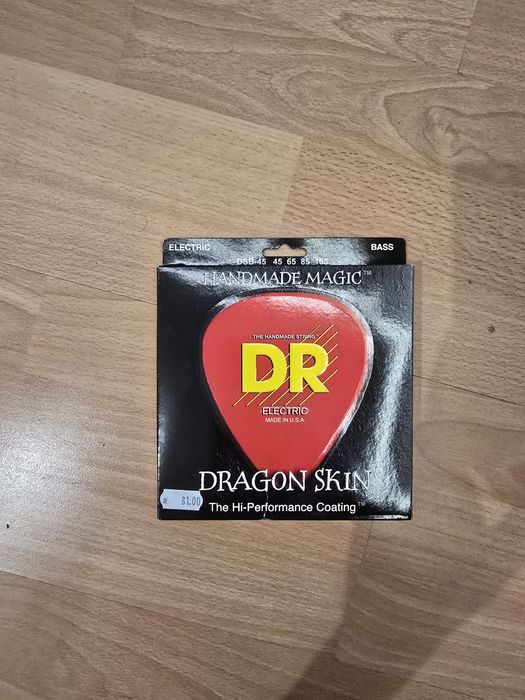 ELECTRIC BASS
DSB-45 45 65 85 105
HANDMADE MAGIC™
THE HANDMADE STRING™
DR
ELECTRIC
MADE IN U.S.A.
DRAGON SKIN
81.00
The Hi-Performance Coating™